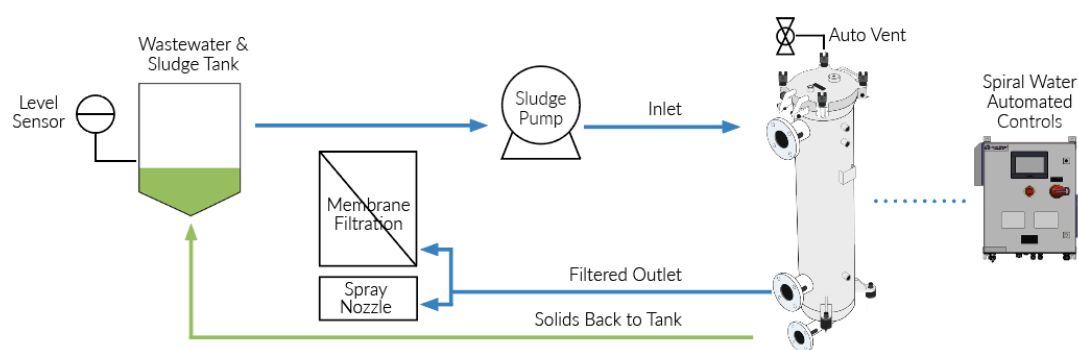 Wastewater &
Sludge Tank
Level
Sensor
Sludge
Pump
Inlet
Auto Vent
Spiral Water
Automated
Controls
Membrane
Filtration
Filtered Outlet
Spray
Nozzle
Solids Back to Tank